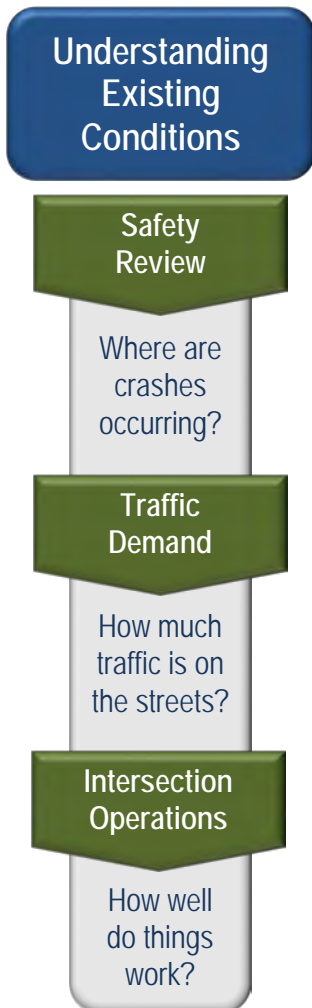 Understanding
Existing
Conditions
Safety
Review
Where are
crashes
occurring?
Traffic
Demand
How much
traffic is on
the streets?
Intersection
Operations
How well
do things
work?